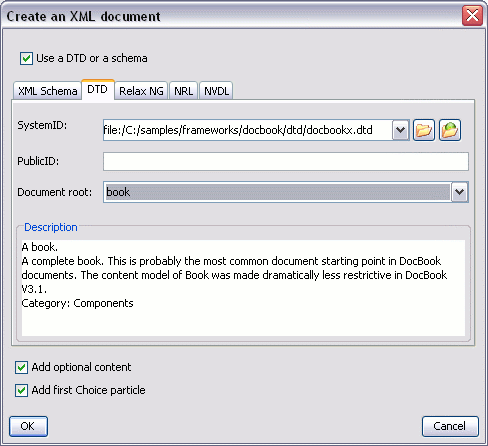 Create an XML document
Use a DTD or a schema
XML Schema DTD Relax NG NRL NVDL
SystemID: file:/C:/samples/frameworks/docbook/dtd/docbookx.dtd
PublicID:
Document root: book
Description
A book.
A complete book. This is probably the most common document starting point in DocBook
documents. The content model of Book was made dramatically less restrictive in DocBook
V3.1.
Category: Components
Add optional content
Add first Choice particle
OK Cancel